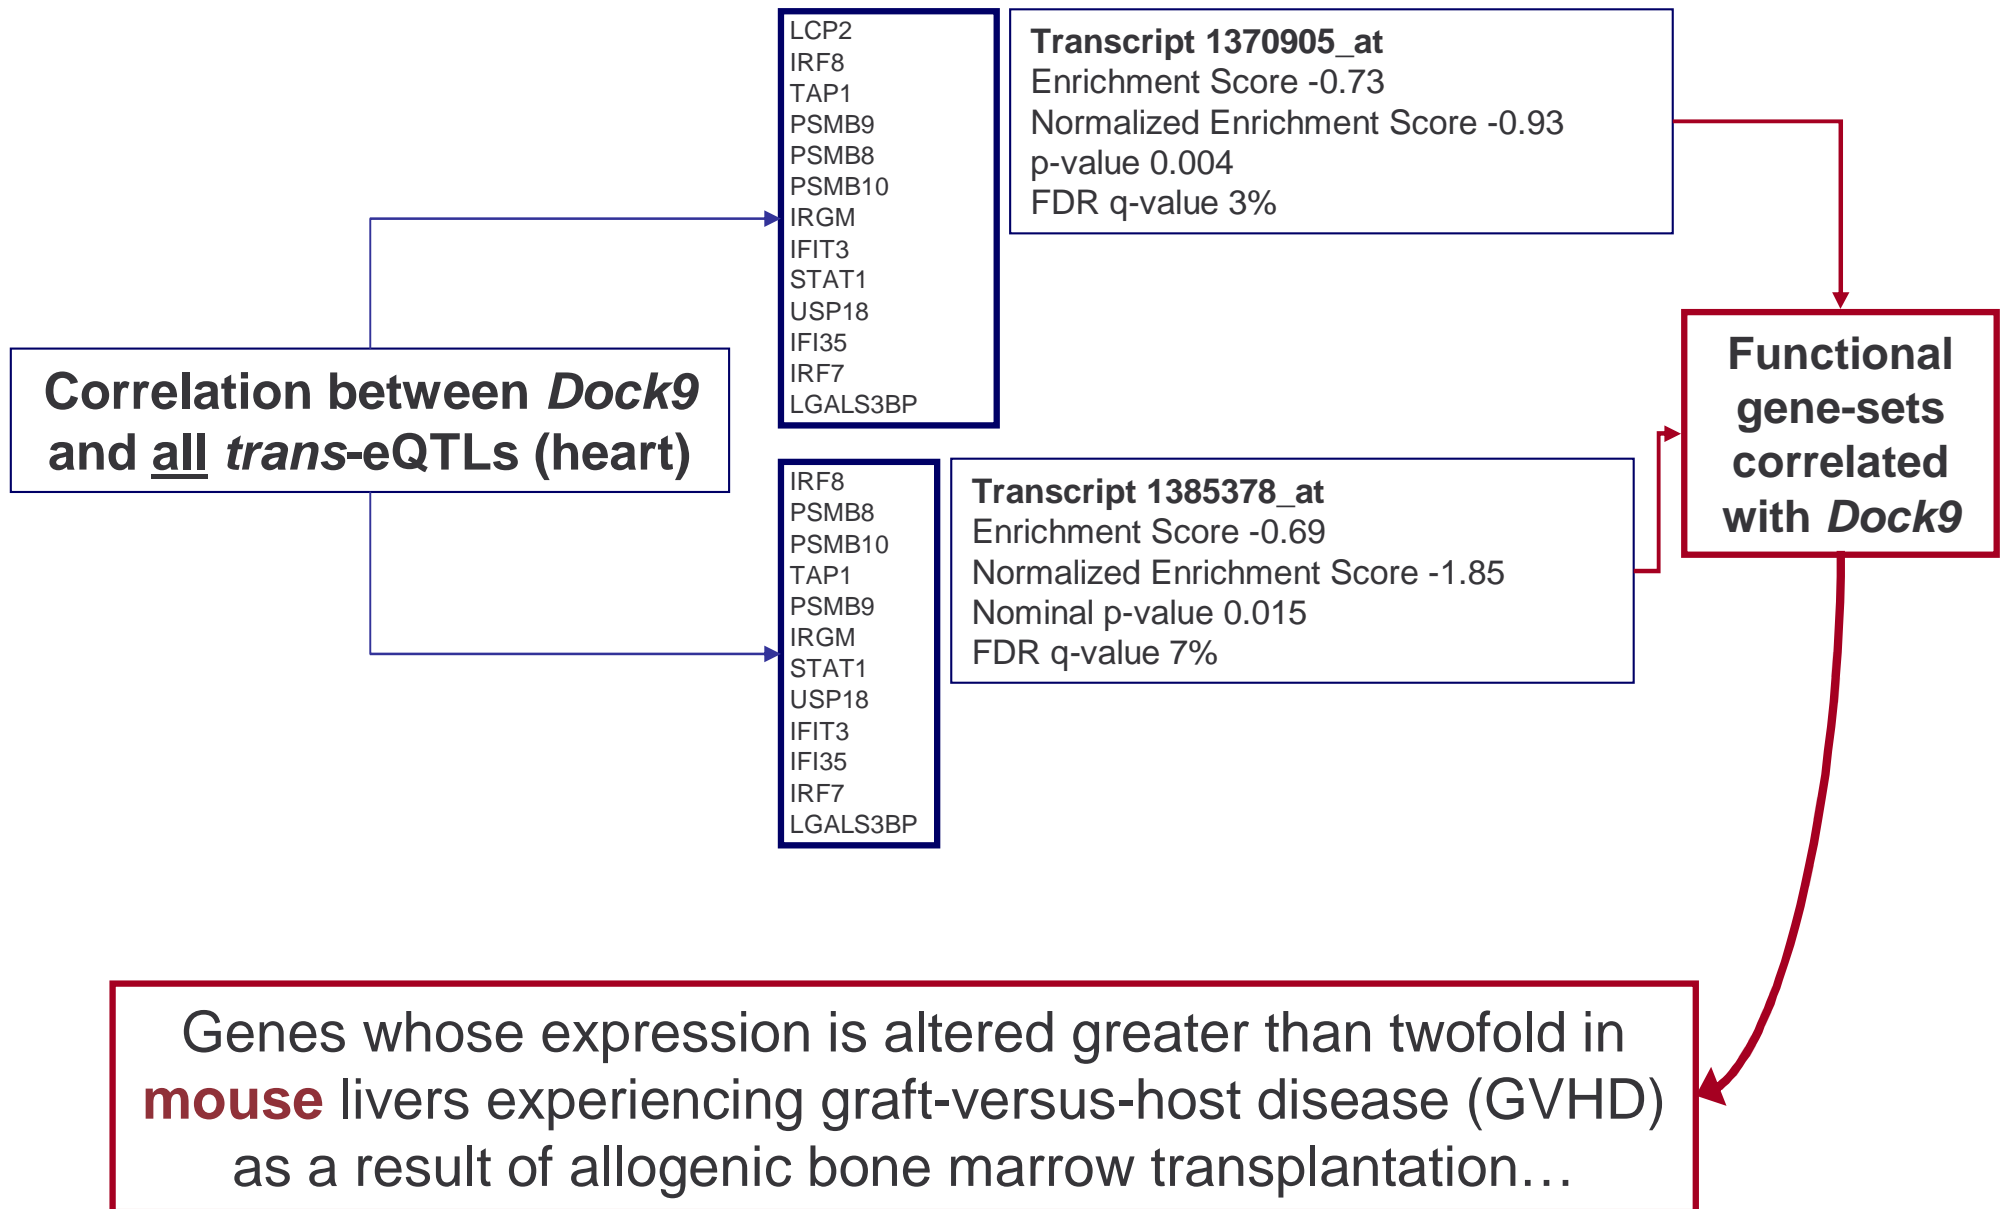 LCP2
IRF8
TAP1
PSMB9
PSMB8
PSMB10
IRGM
IFIT3
STAT1
USP18
IFI35
IRF7
LGALS3BP
Transcript 1370905_at
Enrichment Score -0.73
Normalized Enrichment Score -0.93
p-value 0.004
FDR q-value 3%
Correlation between Dock9
and all trans-eQTLs (heart)
Functional
gene-sets
correlated
with Dock9
IRF8
PSMB8
PSMB10
TAP1
PSMB9
IRGM
STAT1
USP18
IFIT3
IFI35
IRF7
LGALS3BP
Transcript 1385378_at
Enrichment Score -0.69
Normalized Enrichment Score -1.85
Nominal p-value 0.015
FDR q-value 7%
Genes whose expression is altered greater than twofold in
mouse livers experiencing graft-versus-host disease (GVHD)
as a result of allogenic bone marrow transplantation…